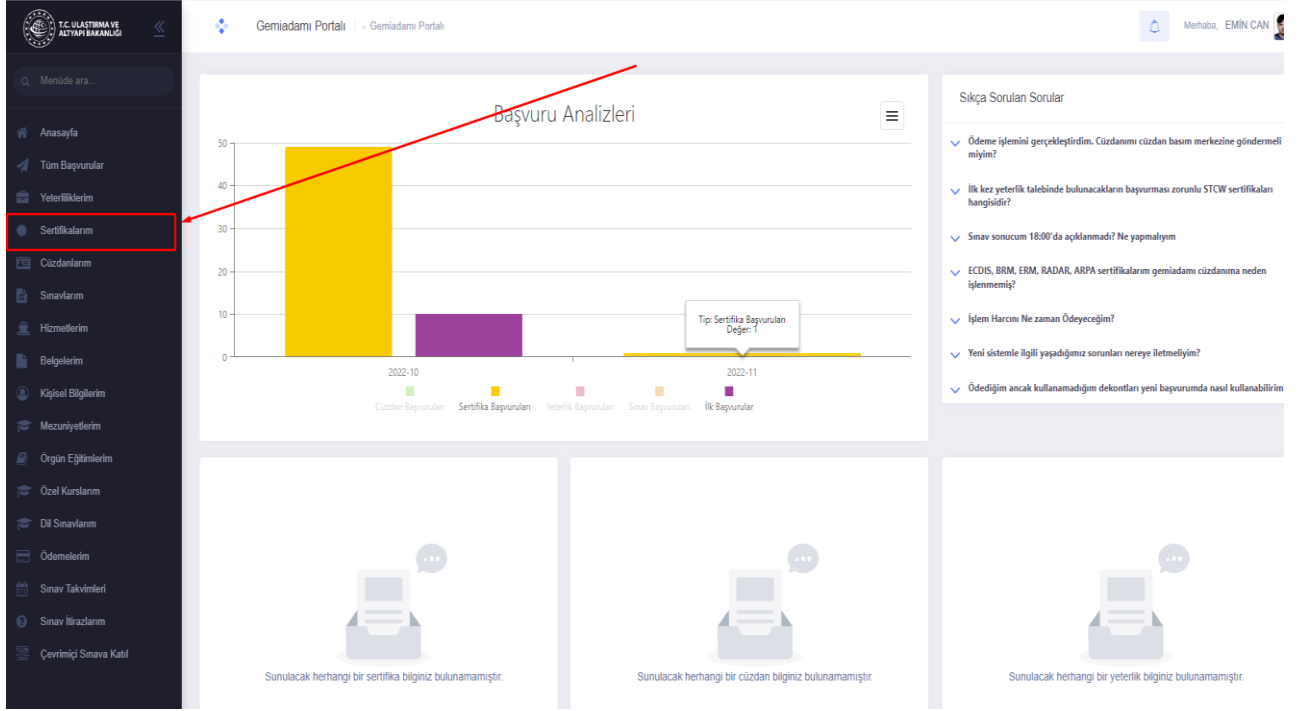 T.C. ULAŞTIRMA VE
ALTYAPI BAKANLIĞI
Menüde ara...
Anasayfa
Tüm Başvurular
Yeterliliklerim
Sertifikalarım
Cüzdanlarım
Sınavlarım
Hizmetlerim
Belgelerim
Kişisel Bilgilerim
Mezuniyetlerim
Örgün Eğitimlerim
Özel Kurslarım
Dil Sınavlarım
Ödemelerim
Sınav Takvimleri
Sınav İtirazlarım
Çevrimiçi Sınava Katıl
Gemiadamı Portalı
Gemiadamı Portalı
Merhaba, EMİN CAN
Başvuru Analizleri
50
40
30
20
10
0
2022-10
2022-11
Tip: Sertifika Başvuruları
Değer: 1
Cüzdan Başvuruları
Sertifika Başvuruları
Yeterlik Başvuruları
Sınav Başvuruları
İlk Başvurular
Sıkça Sorulan Sorular
Ödeme işlemini gerçekleştirdim. Cüzdanımı cüzdan basım merkezine göndermeli
miyim?
İlk kez yeterlik talebinde bulunacakların başvurması zorunlu STCW sertifikaları
hangisidir?
Sınav sonucum 18:00'da açıklanmadı? Ne yapmalıyım
ECDIS, BRM, ERM, RADAR, ARPA sertifikalarım gemiadamı cüzdanıma neden
işlenmemiş?
İşlem Harcını Ne zaman Ödeyeceğim?
Yeni sistemle ilgili yaşadığımız sorunları nereye iletmeliyim?
Ödediğim ancak kullanamadığım dekontları yeni başvurumda nasıl kullanabilirim
Sunulacak herhangi bir sertifika bilginiz bulunamamıştır.
Sunulacak herhangi bir cüzdan bilginiz bulunamamıştır.
Sunulacak herhangi bir yeterlik bilginiz bulunamamıştır.